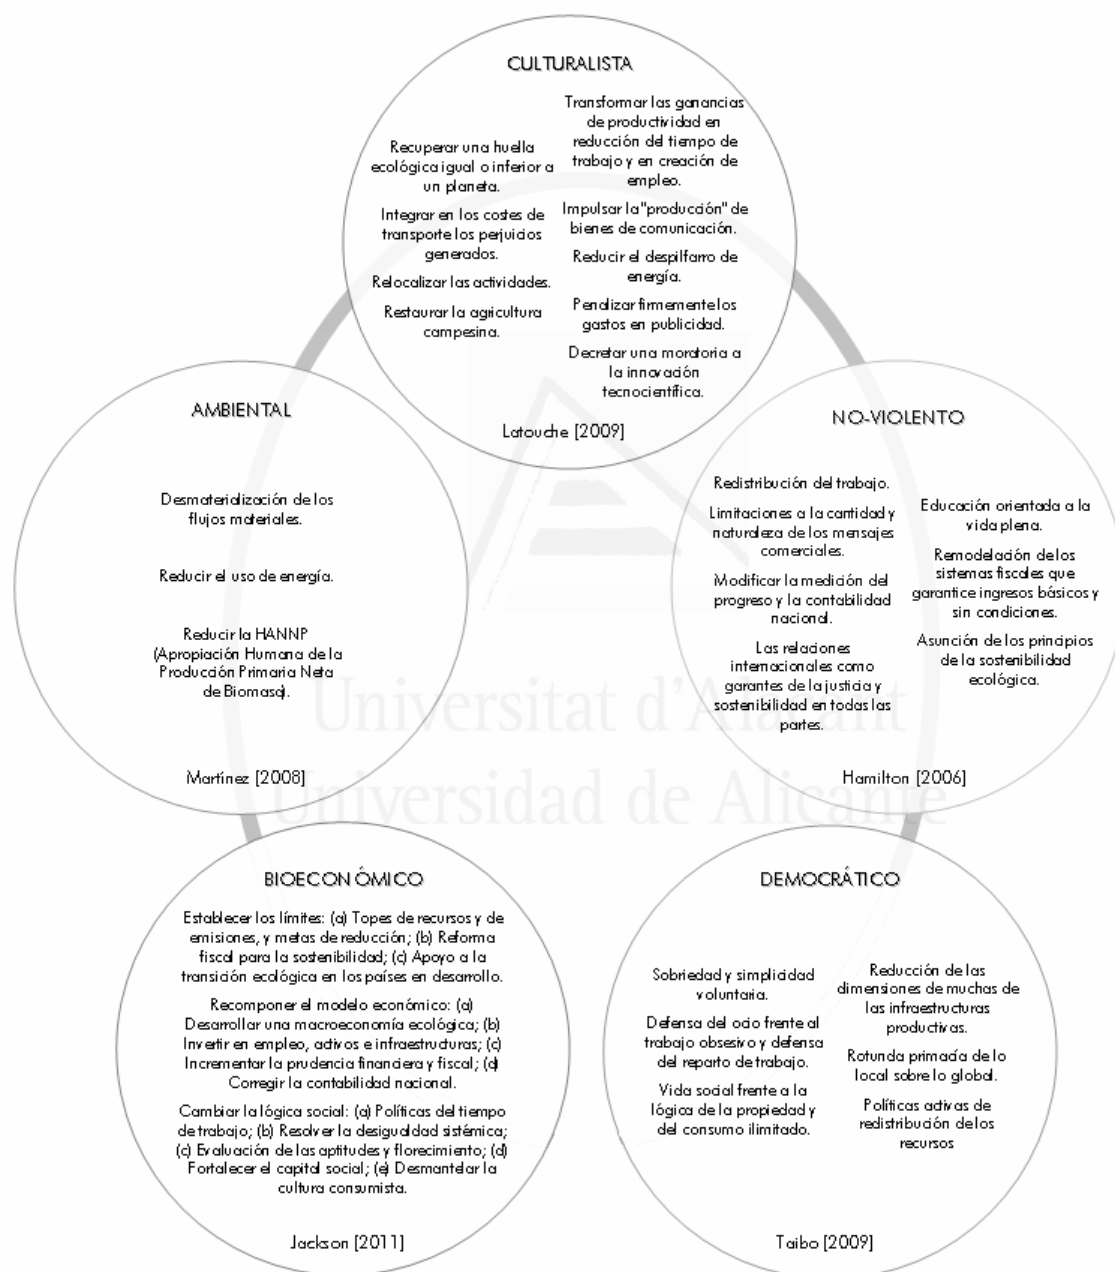 CULTURALISTA
Recuperar una huella
ecológica igual o inferior a
un planeta.
Integrar en los costes de
transporte los perjuicios
generados.
Relocalizar las actividades.
Restaurar la agricultura
campesina.
Transformar las ganancias
de productividad en
reducción del tiempo de
trabajo y en creación de
empleo.
Impulsar la "producción" de
bienes de comunicación.
Reducir el despilfarro de
energía.
Penalizar firmemente los
gastos en publicidad.
Decretar una moratoria a
la innovación
tecnocientífica.
Latouche [2009]
AMBIENTAL
Desmaterialización de los
flujos materiales.
Reducir el uso de energía.
Reducir la HANNP
(Apropiación Humana de la
Producción Primaria Neta
de Biomasa).
Martínez [2008]
NO-VIOLENTO
Redistribución del trabajo.
Limitaciones a la cantidad y
naturaleza de los mensajes
comerciales.
Modificar la medición del
progreso y la contabilidad
nacional.
Las relaciones
internacionales como
garantes de la justicia y
sostenibilidad en todas las
partes.
Educación orientada a la
vida plena.
Remodelación de los
sistemas fiscales que
garantice ingresos básicos y
sin condiciones.
Asunción de los principios
de la sostenibilidad
ecológica.
Hamilton [2006]
Universitat d'Alacant
Universidad de Alicante
BIOECONÓMICO
Establecer los límites: (a) Topes de recursos y de
emisiones, y metas de reducción; (b) Reforma
fiscal para la sostenibilidad; (c) Apoyo a la
transición ecológica en los países en desarrollo.
Recomponer el modelo económico: (a)
Desarrollar una macroeconomía ecológica; (b)
Invertir en empleo, activos e infraestructuras; (c)
Incrementar la prudencia financiera y fiscal; (d)
Corregir la contabilidad nacional.
Cambiar la lógica social: (a) Políticas del tiempo
de trabajo; (b) Resolver la desigualdad sistémica;
(c) Evaluación de las aptitudes y florecimiento; (d)
Fortalecer el capital social; (e) Desmantelar la
cultura consumista.
Jackson [2011]
DEMOCRÁTICO
Sobriedad y simplicidad
voluntaria.
Defensa del ocio frente al
trabajo obsesivo y defensa
del reparto de trabajo.
Vida social frente a la
lógica de la propiedad y
del consumo ilimitado.
Reducción de las
dimensiones de muchas de
las infraestructuras
productivas.
Rotunda primacía de lo
local sobre lo global.
Políticas activas de
redistribución de los
recursos
Taibo [2009]